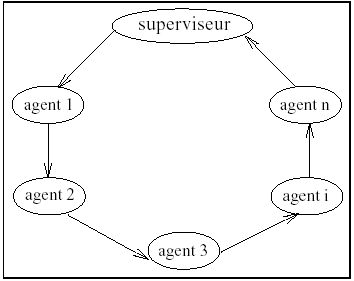 superviseur
agent 1
agent n
agent 2
agent i
agent 3